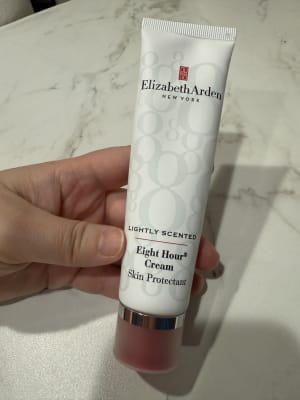 Elizabeth Arden
NEW YORK
LIGHTLY SCENTED
Eight Hour®
Cream
Skin Protectant